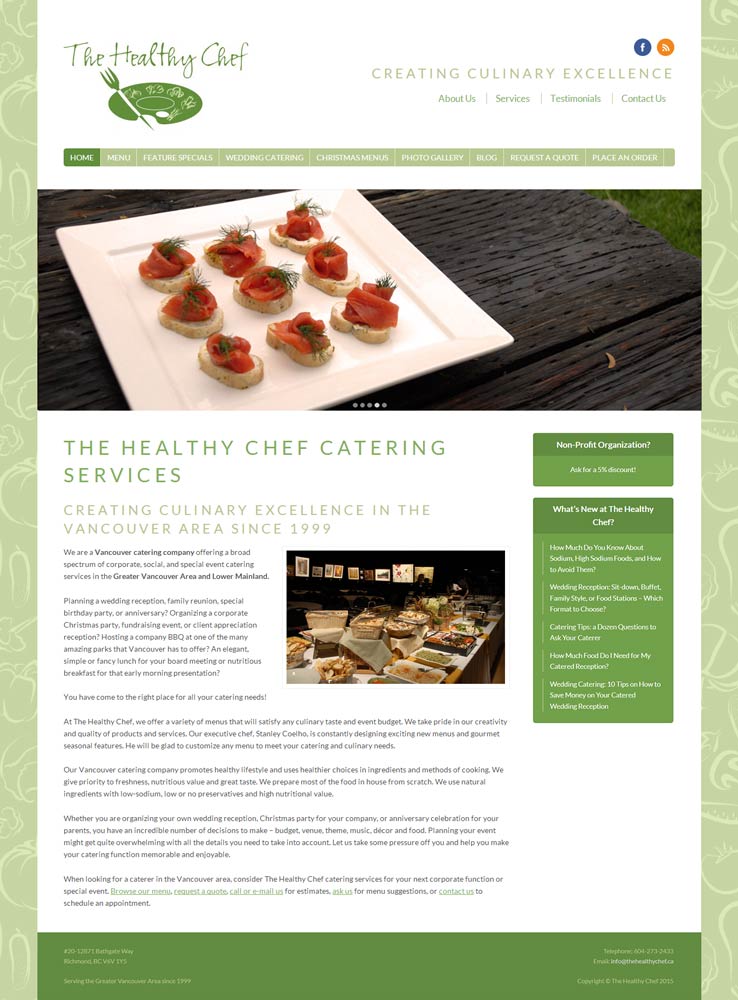 The Healthy Chef
CREATING CULINARY EXCELLENCE
About Us
Services
Testimonials
Contact Us
HOME
MENU
FEATURE SPECIALS
WEDDING CATERING
CHRISTMAS MENUS
PHOTO GALLERY
BLOG
REQUEST A QUOTE
PLACE AN ORDER
THE HEALTHY CHEF CATERING
SERVICES
CREATING CULINARY EXCELLENCE IN THE
VANCOUVER AREA SINCE 1999
We are a Vancouver catering company offering a broad
spectrum of corporate, social, and special event catering
services in the Greater Vancouver Area and Lower Mainland.
Planning a wedding reception, family reunion, special
birthday party, or anniversary? Organizing a corporate
Christmas party, fundraising event, or client appreciation
reception? Hosting a company BBQ at one of the many
amazing parks that Vancouver has to offer? An elegant,
simple or fancy lunch for your board meeting or nutritious
breakfast for that early morning presentation?
You have come to the right place for all your catering needs!
At The Healthy Chef, we offer a variety of menus that will satisfy any culinary taste and event budget. We take pride in our creativity
and quality of products and services. Our executive chef, Stanley Coelho, is constantly designing exciting new menus and gourmet
seasonal features. He will be glad to customize any menu to meet your catering and culinary needs.
Our Vancouver catering company promotes healthy lifestyle and uses healthier choices in ingredients and methods of cooking. We
give priority to freshness, nutritious value and great taste. We prepare most of the food in house from scratch. We use natural
ingredients with low-sodium, low or no preservatives and high nutritional value.
Whether you are organizing your own wedding reception, Christmas party for your company, or anniversary celebration for your
parents, you have an incredible number of decisions to make – budget, venue, theme, music, décor and food. Planning your event
might get quite overwhelming with all the details you need to take into account. Let us take some pressure off you and help you make
your catering function memorable and enjoyable.
When looking for a caterer in the Vancouver area, consider The Healthy Chef catering services for your next corporate function or
special event. Browse our menu, request a quote, call or e-mail us for estimates, ask us for menu suggestions, or contact us to
schedule an appointment.
Non-Profit Organization?
Ask for a 5% discount!
What's New at The Healthy
Chef?
How Much Do You Know About
Sodium, High Sodium Foods, and How
to Avoid Them?
Wedding Reception: Sit-down, Buffet,
Family Style, or Food Stations – Which
Format to Choose?
Catering Tips: a Dozen Questions to
Ask Your Caterer
How Much Food Do I Need for My
Catered Reception?
Wedding Catering: 10 Tips on How to
Save Money on Your Catered
Wedding Reception
#20-12871 Bathgate Way
Richmond, BC V6V 1Y5
Serving the Greater Vancouver Area since 1999
Telephone: 604-273-2433
Email: info@thehealthychef.ca
Copyright © The Healthy Chef 2015